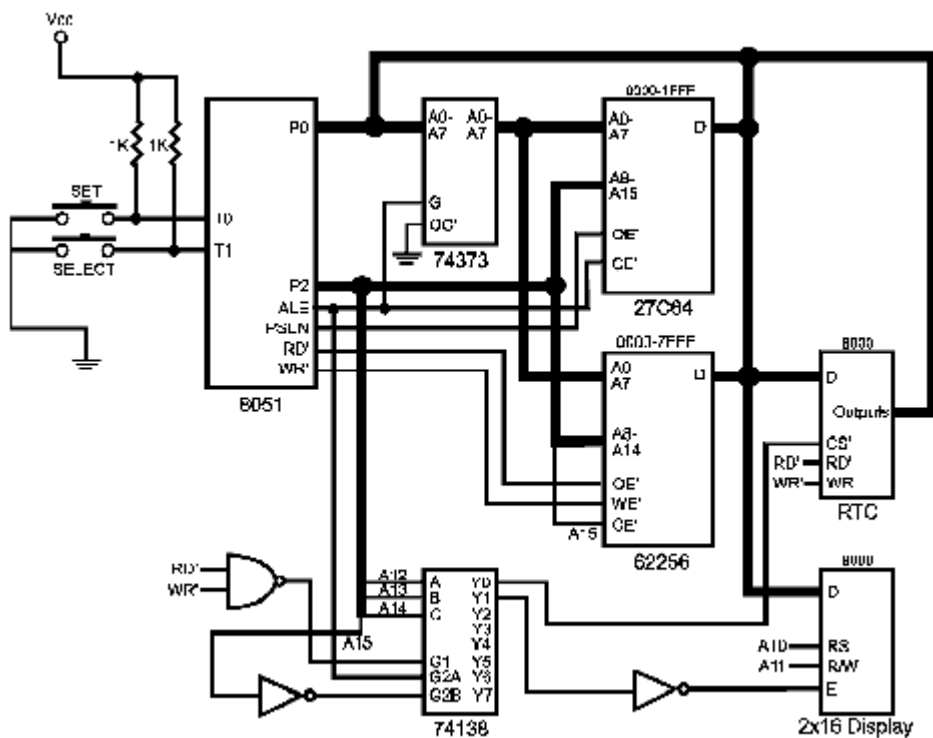 Vcc
1K
1K
SET
SELECT
T0
T1
P0
P2
ALE
PSEN
RD'
WR'
8051
A0-
A7
A0-
A7
G
OC'
74373
0000-1FFF
A0-
A7
D
A8-
A15
OE'
CE'
27C64
0000-7FFF
A0
A7
D
A8-
A14
OE'
WE'
CE'
A15
62256
8000
D
Outputs
CS'
RD'
RD'
WR'
WR
RTC
RD'
WR'
A12
A13
A14
A15
A
B
C
G1
G2A
G2B
Y0
Y1
Y2
Y3
Y4
Y5
Y6
Y7
74138
D
A10
RS
A11
R/W
E
2x16 Display